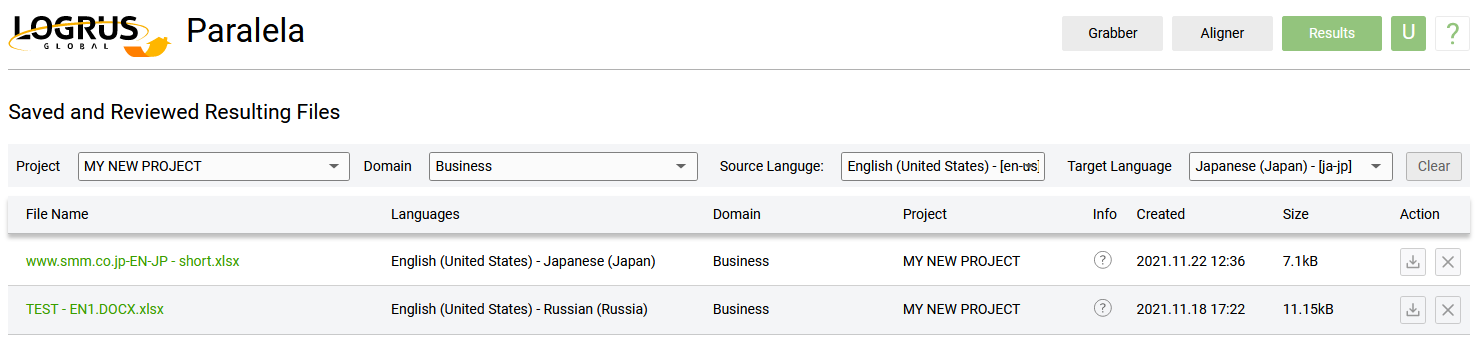 LOGRUS
GLOBAL
Paralela
Grabber Aligner Results U ?
Saved and Reviewed Resulting Files
Project MY NEW PROJECT Domain Business Source Languge: English (United States) - [en-us] Target Language Japanese (Japan) - [ja-jp] Clear
File Name Languages Domain Project Info Created Size Action
www.smm.co.jp-EN-JP - short.xlsx English (United States) - Japanese (Japan) Business MY NEW PROJECT ? 2021.11.22 12:36 7.1kB
TEST - EN1.DOCX.xlsx English (United States) - Russian (Russia) Business MY NEW PROJECT ? 2021.11.18 17:22 11.15kB